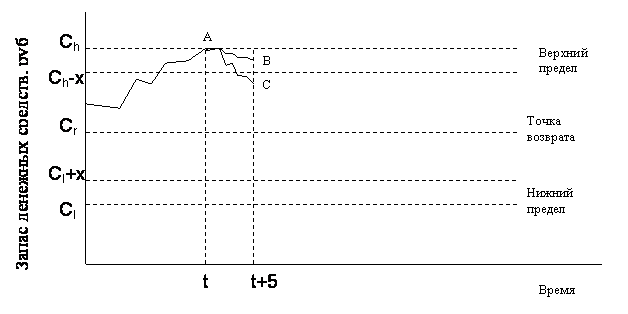 Запас денежных средств, руб
Ch
A
B
Верхний
предел
Ch-x
C
Cr
Точка
возврата
Cl+x
Нижний
предел
Cl
t
t+5
Время